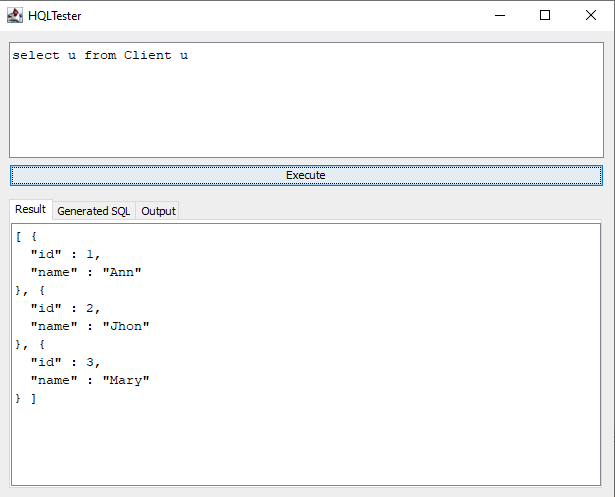 HQLTester
select u from Client u
Execute
Result Generated SQL Output
[ {
  "id" : 1,
  "name" : "Ann"
}, {
  "id" : 2,
  "name" : "Jhon"
}, {
  "id" : 3,
  "name" : "Mary"
} ]